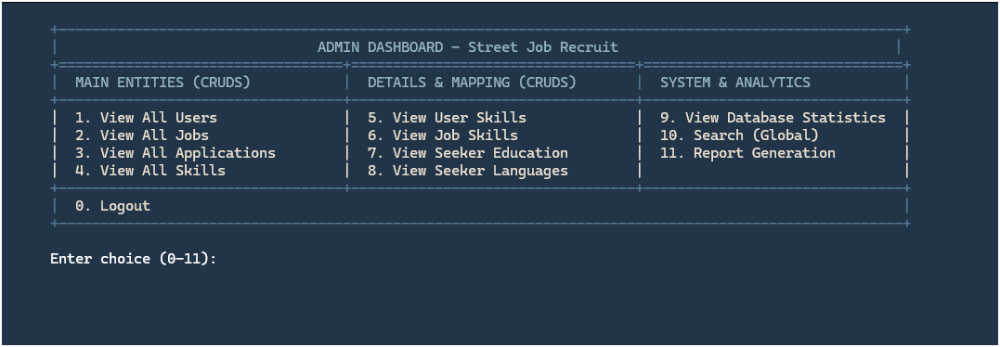 ADMIN DASHBOARD - Street Job Recruit
MAIN ENTITIES (CRUDS) | DETAILS & MAPPING (CRUDS) | SYSTEM & ANALYTICS
1. View All Users | 5. View User Skills | 9. View Database Statistics
2. View All Jobs | 6. View Job Skills | 10. Search (Global)
3. View All Applications | 7. View Seeker Education | 11. Report Generation
4. View All Skills | 8. View Seeker Languages |
0. Logout
Enter choice (0-11):